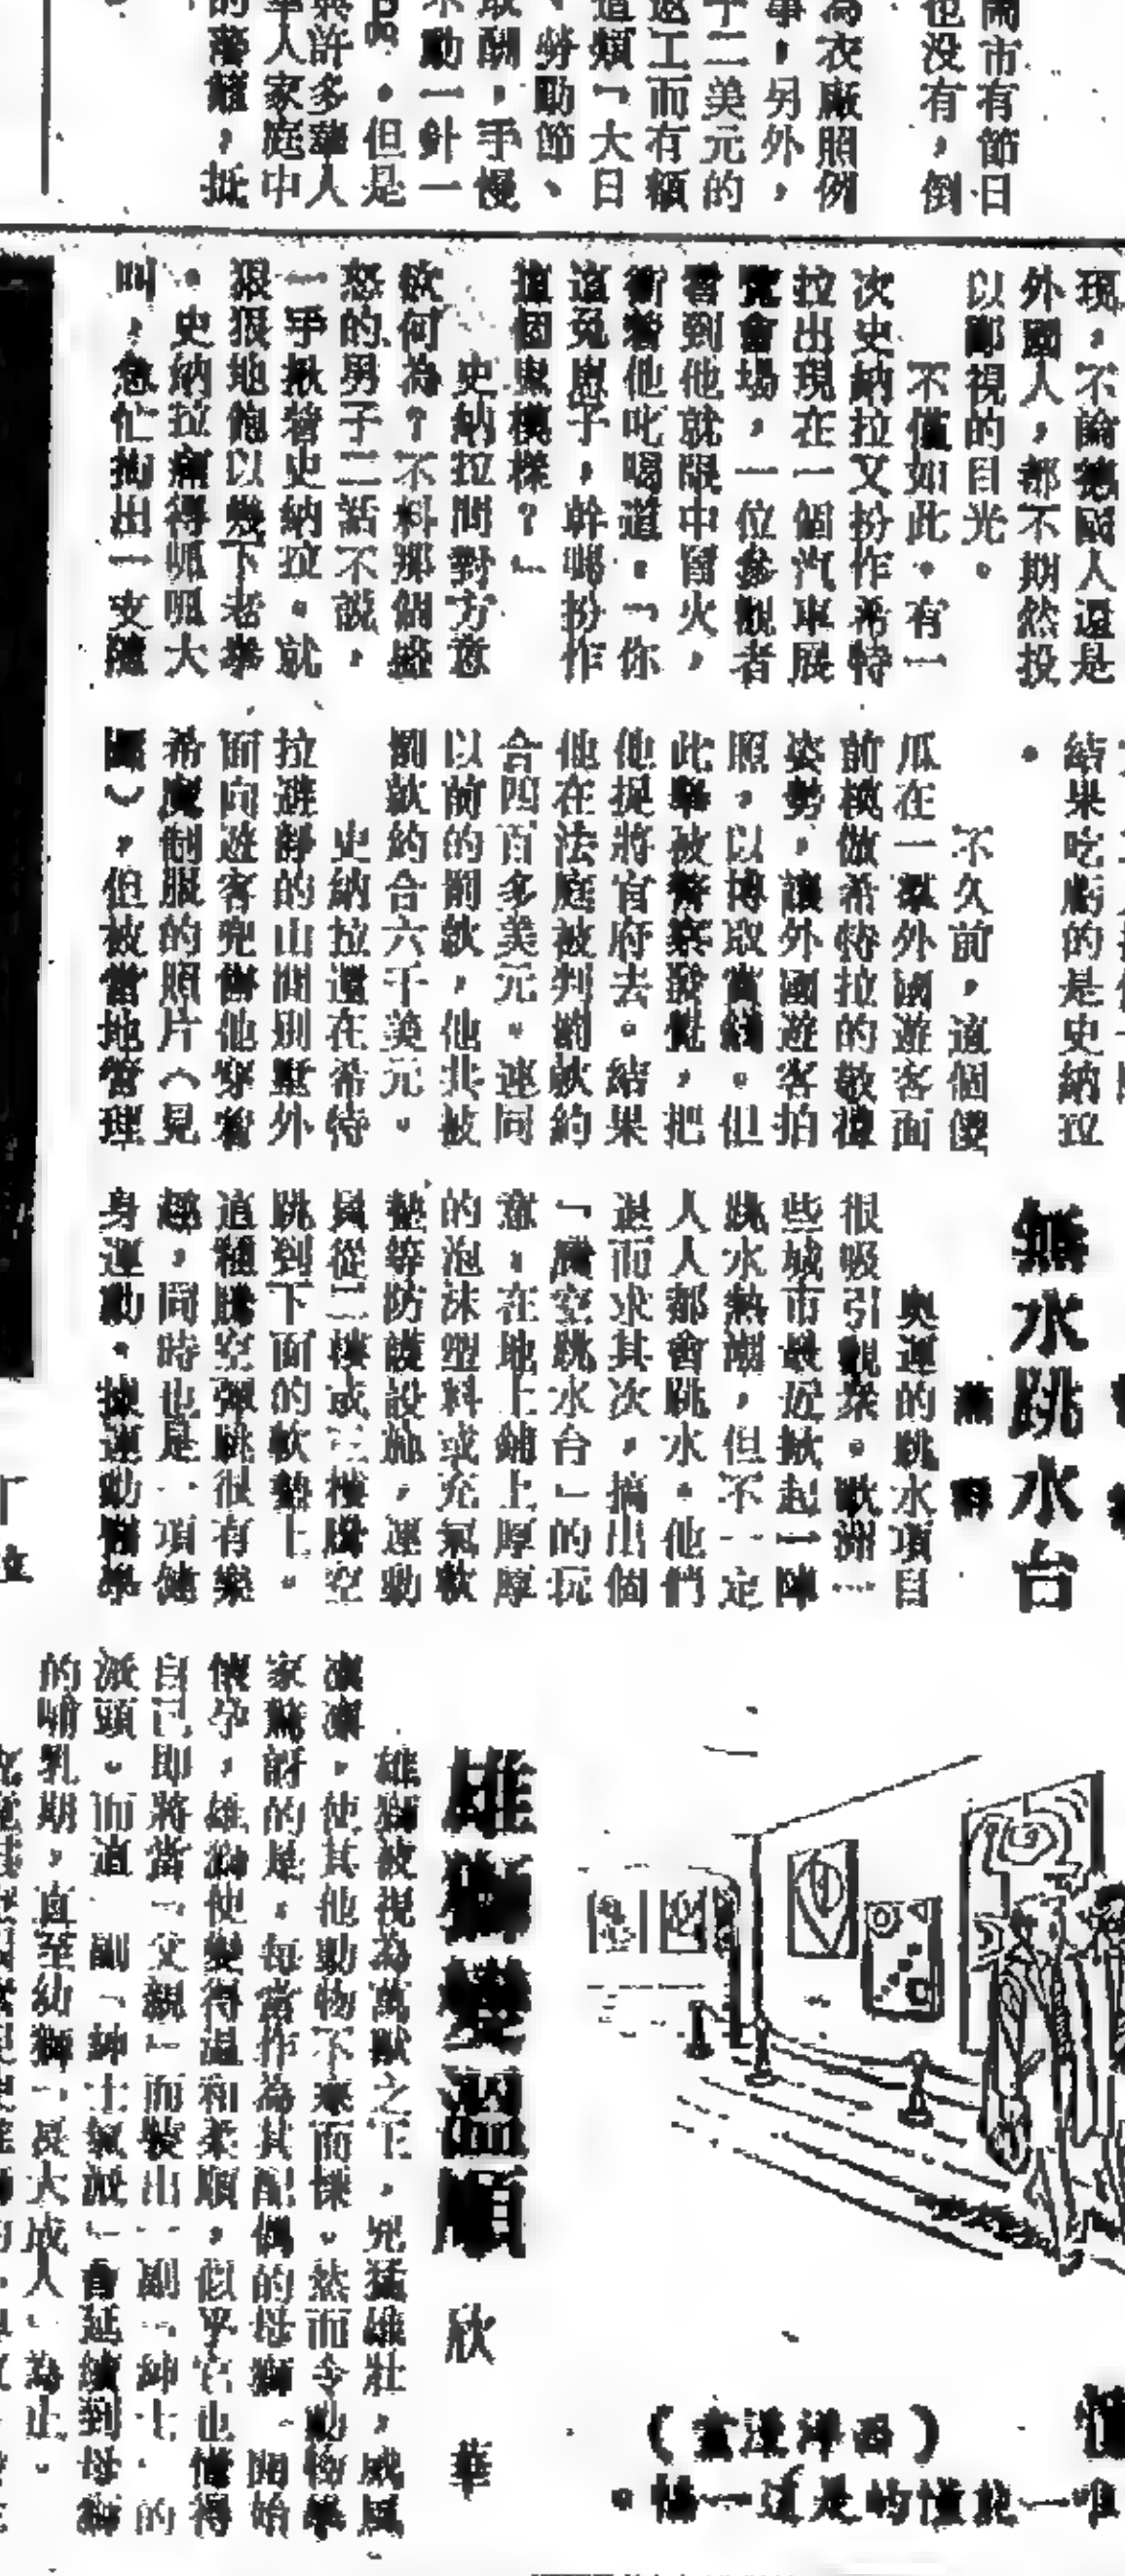 鬧市有節日
也没有，倒
為衣廠照例
事，另外，
十二美元的
返工而有額
這類「大日
、勞動節、
取酬，手慢
不動一針一
品。但是
與許多華人
華人家庭中
的藩籬，抵
現，不論德國人還是
外國人，都不期然投
以鄙視的目光。
不僅如此。有一
次史納拉又扮作希特
拉出現在一個汽車展
覽會場，一位參觀者
看到他就眼中冒火，
衝着他叱喝道：「你
這兔崽子，幹嗎扮作
這個鬼模樣？」
史納拉問對方意
欲何為？不料那個盛
怒的男子二話不說，
一手揪着史納拉。就
狠狠地飽以幾下老拳
。史納拉痛得呱呱大
叫，急忙掏出一支
結果吃虧的是史納拉
。
不久前，這個傻
瓜在一羣外國遊客面
前模倣希特拉的敬禮
姿勢，讓外國遊客拍
照，以博取賞錢。但
此舉被警察發覺，把
他捉將官府去。結果
他在法庭被判罰款約
合四百多美元。連同
以前的罰款，他共被
罰款約合六千美元。
史納拉還在希特
拉避靜的山間別墅外
面向遊客兜售他穿着
希魔制服的照片（見
圖），但被當地管理
無水跳水台
奥運的跳水項目
很吸引觀衆。歐洲一
些城市最近掀起一陣
跳水熱潮，但不一定
人人都會跳水。他們
退而求其次，搞出個
「騰空跳水台」的玩
意，在地上鋪上厚厚
的泡沫塑料或充氣軟
墊等防護設施，運動
員從二樓或三樓騰空
跳到下面的軟墊上。
這種騰空彈跳很有樂
趣，同時也是一項健
身運動。據運動醫學
雄獅變溫順
欣 華
雄獅被視為萬獸之王，兇猛雄壯，威風
凜凜，使其他動物不寒而慄。然而令動物學
家驚訝的是，每當作為其配偶的母獅一開始
懷孕，雄獅便變得溫和柔順，似乎它也懂得
自己即將當「父親」而裝出一副「紳士」的
派頭。而這一副「紳士氣派」會延續到母獅
的哺乳期，直至幼獅「長大成人」為止。
唯一能懂的是這一幅。
（西洋漫畫）